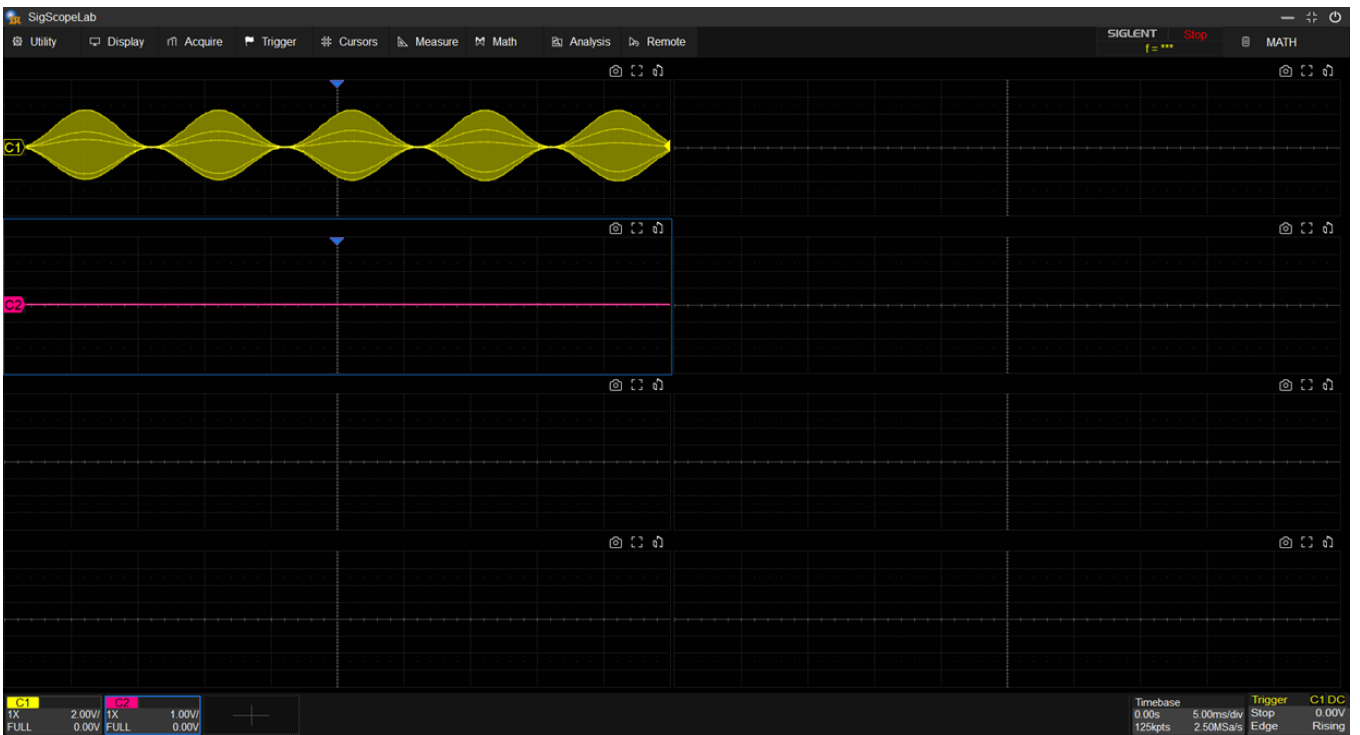 SigScopeLab
Utility Display Acquire Trigger Cursors Measure Math Analysis Remote
SIGLENT Stop
f = ***
MATH
C1
C2
C1 C2
1X 2.00V/ 1X 1.00V/
FULL 0.00V FULL 0.00V
Timebase
0.00s 5.00ms/div
125kpts 2.50MSa/s
Trigger C1 DC
Stop 0.00V
Edge Rising